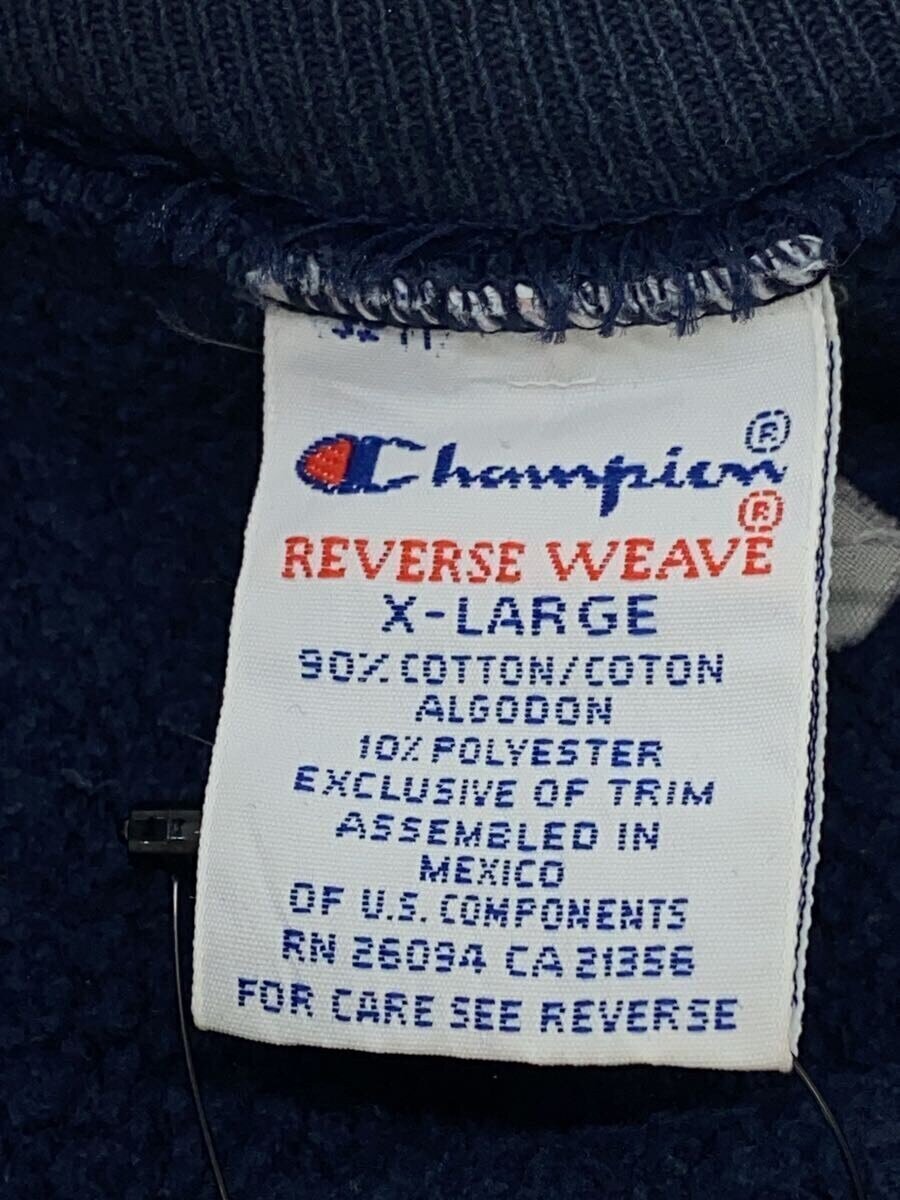 Champion®
REVERSE WEAVE®
X-LARGE
90% COTTON/COTON
ALGODON
10% POLYESTER
EXCLUSIVE OF TRIM
ASSEMBLED IN
MEXICO
OF U.S. COMPONENTS
RN 26094 CA 21356
FOR CARE SEE REVERSE